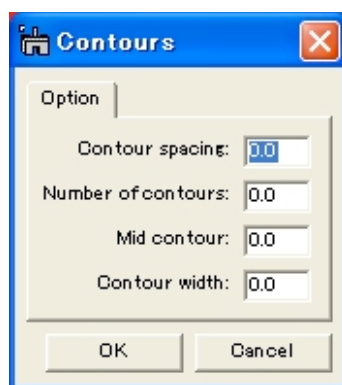 Contours
Option
Contour spacing: 0.0
Number of contours: 0.0
Mid contour: 0.0
Contour width: 0.0
OK Cancel